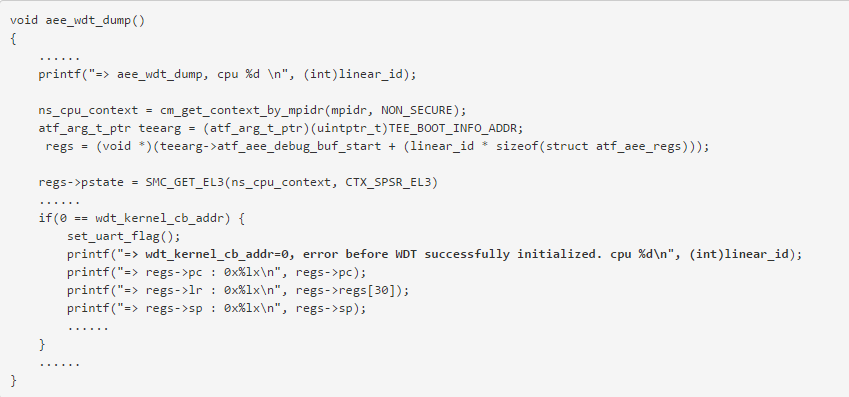 void aee_wdt_dump()
{
    ......
    printf("=> aee_wdt_dump, cpu %d \n", (int)linear_id);

    ns_cpu_context = cm_get_context_by_mpidr(mpidr, NON_SECURE);
    atf_arg_t_ptr teearg = (atf_arg_t_ptr)(uintptr_t)TEE_BOOT_INFO_ADDR;
     regs = (void *)(teearg->atf_aee_debug_buf_start + (linear_id * sizeof(struct atf_aee_regs)));

    regs->pstate = SMC_GET_EL3(ns_cpu_context, CTX_SPSR_EL3)
    ......
    if(0 == wdt_kernel_cb_addr) {
        set_uart_flag();
        printf("=> wdt_kernel_cb_addr=0, error before WDT successfully initialized. cpu %d\n", (int)linear_id);
        printf("=> regs->pc : 0x%lx\n", regs->pc);
        printf("=> regs->lr : 0x%lx\n", regs->regs[30]);
        printf("=> regs->sp : 0x%lx\n", regs->sp);
        ......
    }
    ......
}